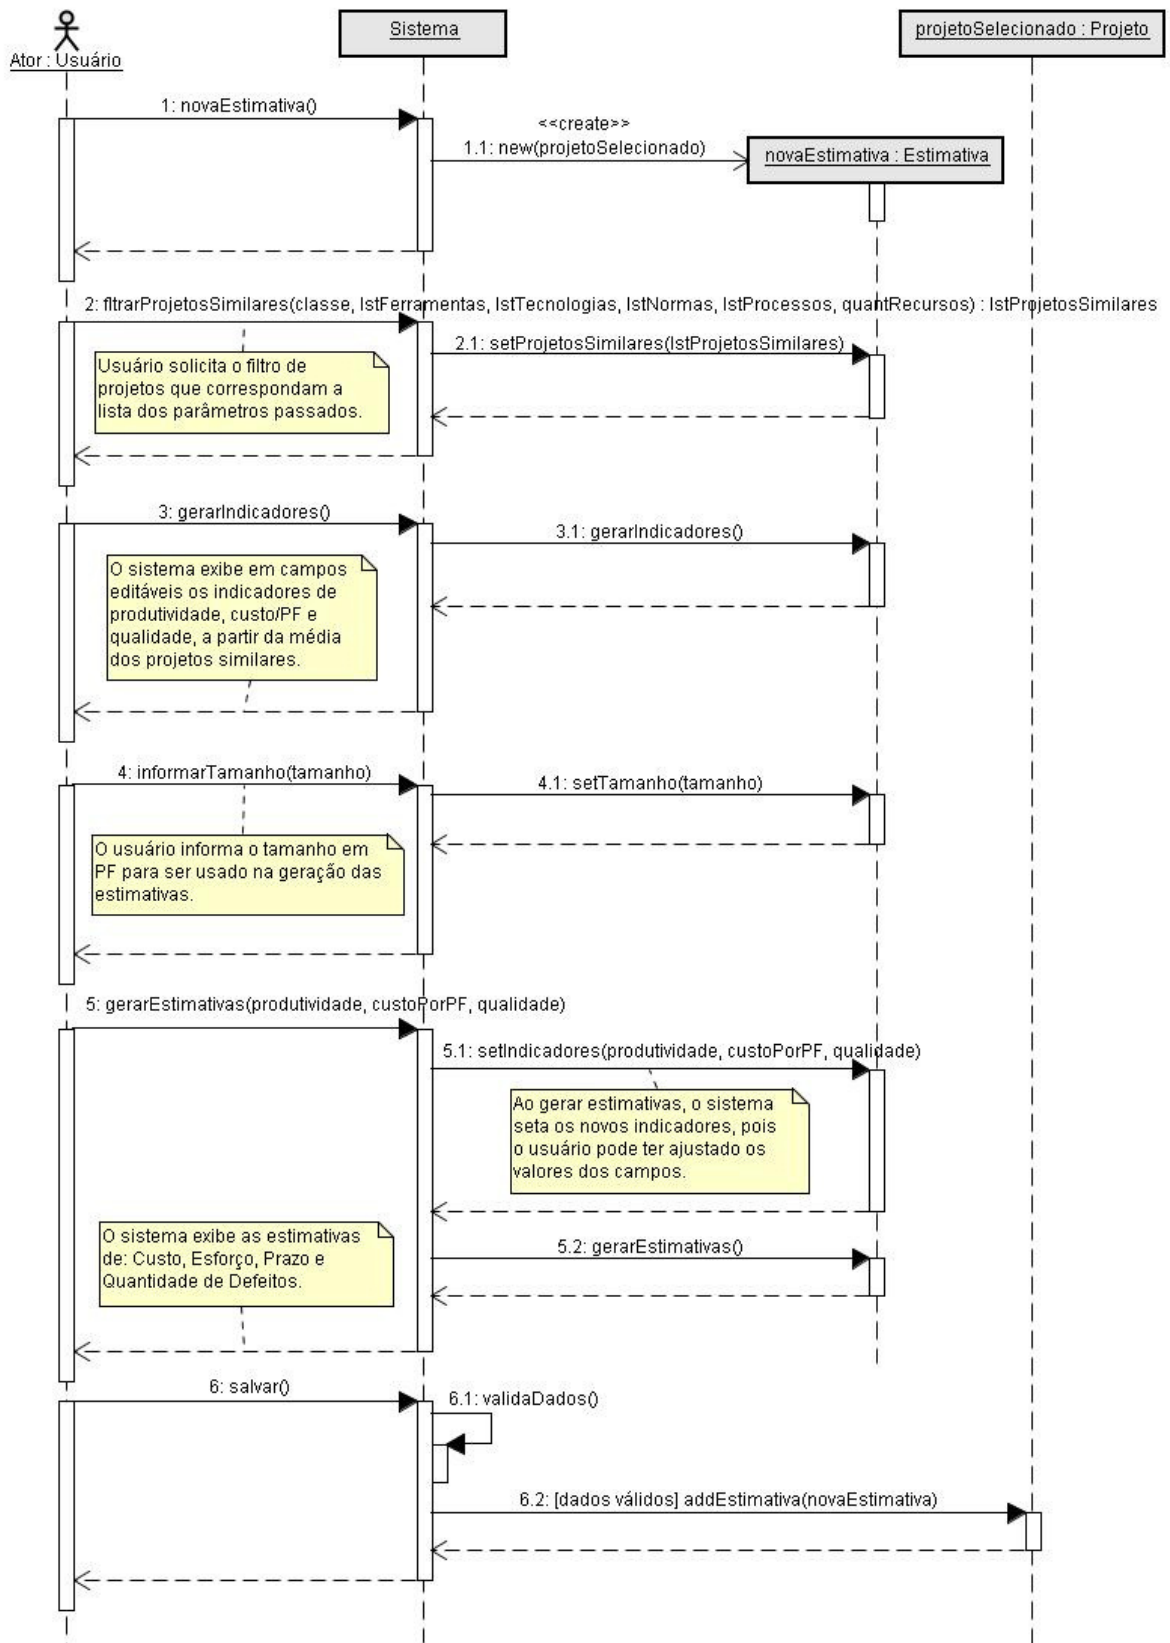 Ator : Usuário
Sistema
projetoSelecionado : Projeto
1: novaEstimativa()
<<create>>
1.1: new(projetoSelecionado)
novaEstimativa : Estimativa
2: fltrarProjetosSimilares(classe, lstFerramentas, lstTecnologias, lstNormas, lstProcessos, quantRecursos) : lstProjetosSimilares
2.1: setProjetosSimilares(lstProjetosSimilares)
Usuário solicita o filtro de
projetos que correspondam a
lista dos parâmetros passados.
3: gerarIndicadores()
3.1: gerarIndicadores()
O sistema exibe em campos
editáveis os indicadores de
produtividade, custo/PF e
qualidade, a partir da média
dos projetos similares.
4: informarTamanho(tamanho)
4.1: setTamanho(tamanho)
O usuário informa o tamanho em
PF para ser usado na geração das
estimativas.
5: gerarEstimativas(produtividade, custoPorPF, qualidade)
5.1: setIndicadores(produtividade, custoPorPF, qualidade)
Ao gerar estimativas, o sistema
seta os novos indicadores, pois
o usuário pode ter ajustado os
valores dos campos.
O sistema exibe as estimativas
de: Custo, Esforço, Prazo e
Quantidade de Defeitos.
5.2: gerarEstimativas()
6: salvar()
6.1: validaDados()
6.2: [dados válidos] addEstimativa(novaEstimativa)